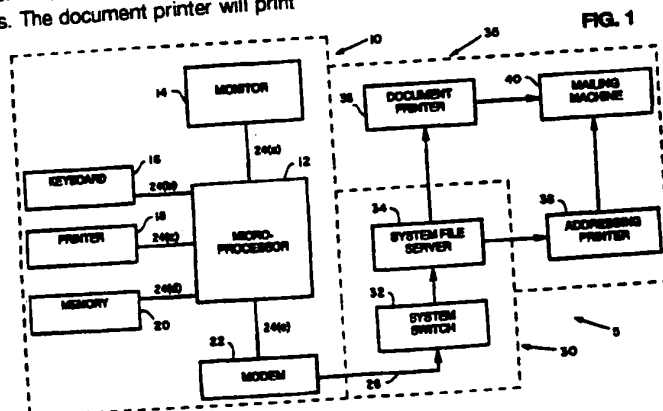 s. The document printer will print
FIG. 1
10
36
14
MONITOR
DOCUMENT PRINTER
40
MAILING MACHINE
24(a)
16
KEYBOARD
24(b)
12
18
PRINTER
24(c)
MICRO-
PROCESSOR
34
SYSTEM FILE SERVER
38
ADDRESSING PRINTER
MEMORY
24(d)
20
32
SYSTEM SWITCH
24(e)
22
MODEM
26
30
5